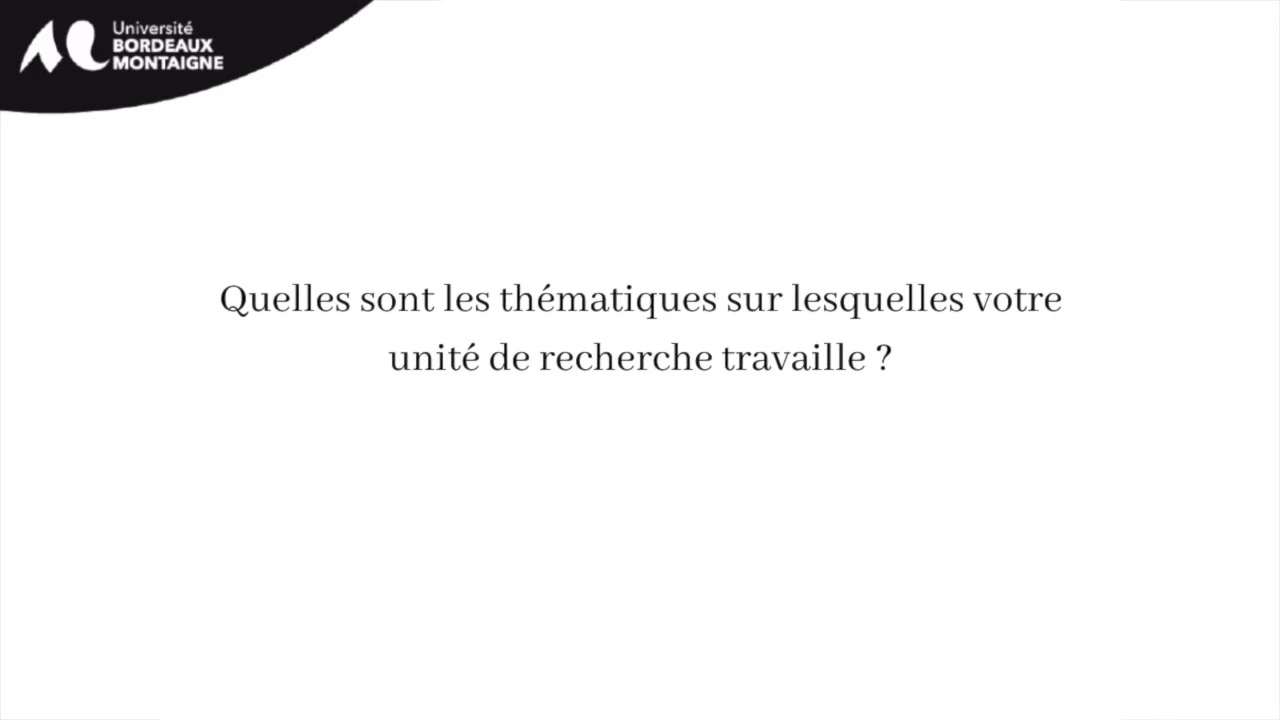 Université
BORDEAUX
MONTAIGNE
Quelles sont les thématiques sur lesquelles votre
unité de recherche travaille ?